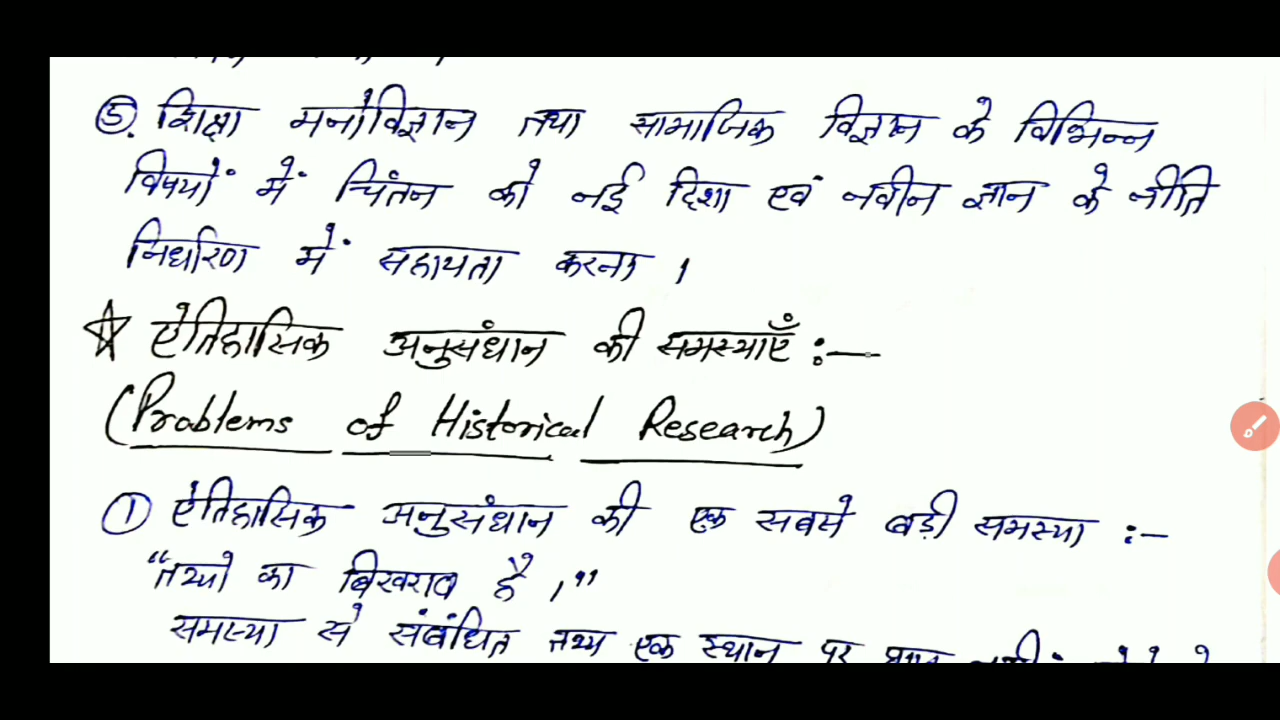 ⑤. शिक्षा मनोविज्ञान तथा सामाजिक विज्ञान के विभिन्न
विषयों में चिंतन को नई दिशा एवं नवीन ज्ञान के नीति
निर्धारण में सहायता करना ।
☆ ऐतिहासिक अनुसंधान की समस्याएँ :—
(Problems of Historical Research)
① ऐतिहासिक अनुसंधान की एक सबसे बड़ी समस्या :-
“तथ्यों का बिखराव है ।”
समस्या से संबंधित तथ्य एक स्थान पर